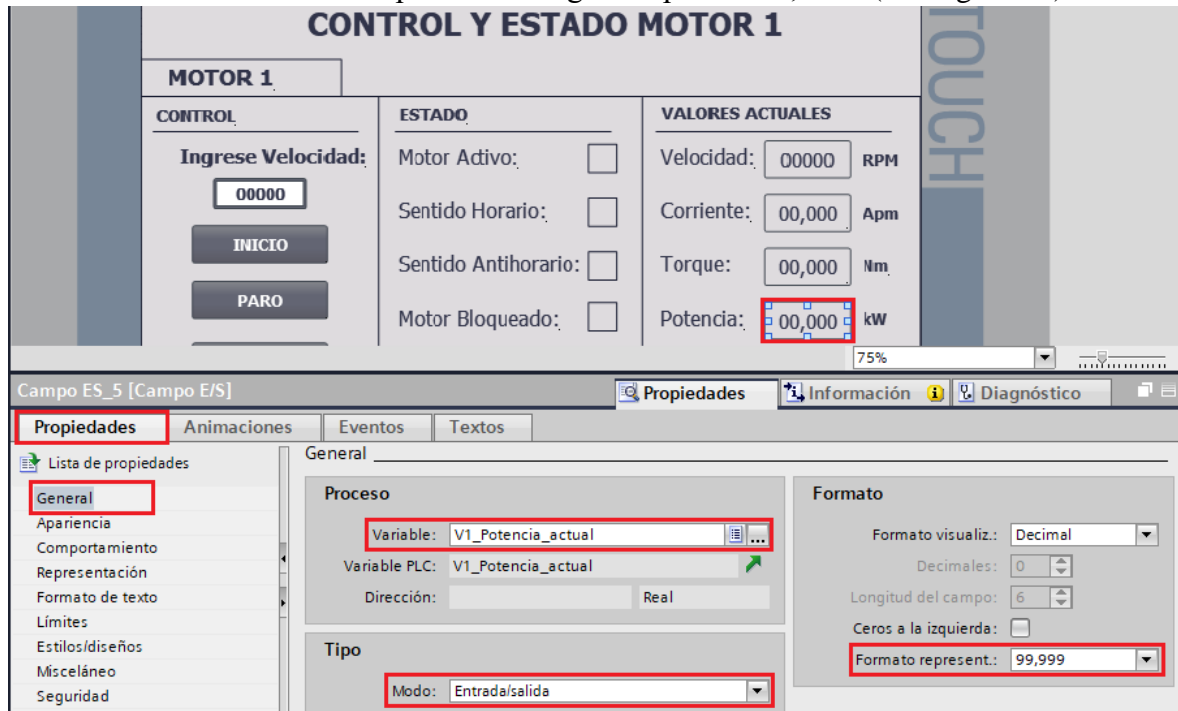 CONTROL Y ESTADO MOTOR 1
TOUCH
MOTOR 1
CONTROL
Ingrese Velocidad:
00000
INICIO
PARO
ESTADO
Motor Activo:
Sentido Horario:
Sentido Antihorario:
Motor Bloqueado:
VALORES ACTUALES
Velocidad: 00000 RPM
Corriente: 00,000 Apm
Torque: 00,000 Nm
Potencia: 00,000 kW
75%
Campo ES_5 [Campo E/S]
Propiedades Información Diagnóstico
Propiedades Animaciones Eventos Textos
Lista de propiedades
General
Apariencia
Comportamiento
Representación
Formato de texto
Límites
Estilos/diseños
Misceláneo
Seguridad
General
Proceso
Variable: V1_Potencia_actual ...
Variable PLC: V1_Potencia_actual
Dirección: Real
Tipo
Modo: Entrada/salida
Formato
Formato visualiz.: Decimal
Decimales: 0
Longitud del campo: 6
Ceros a la izquierda:
Formato represent.: 99,999